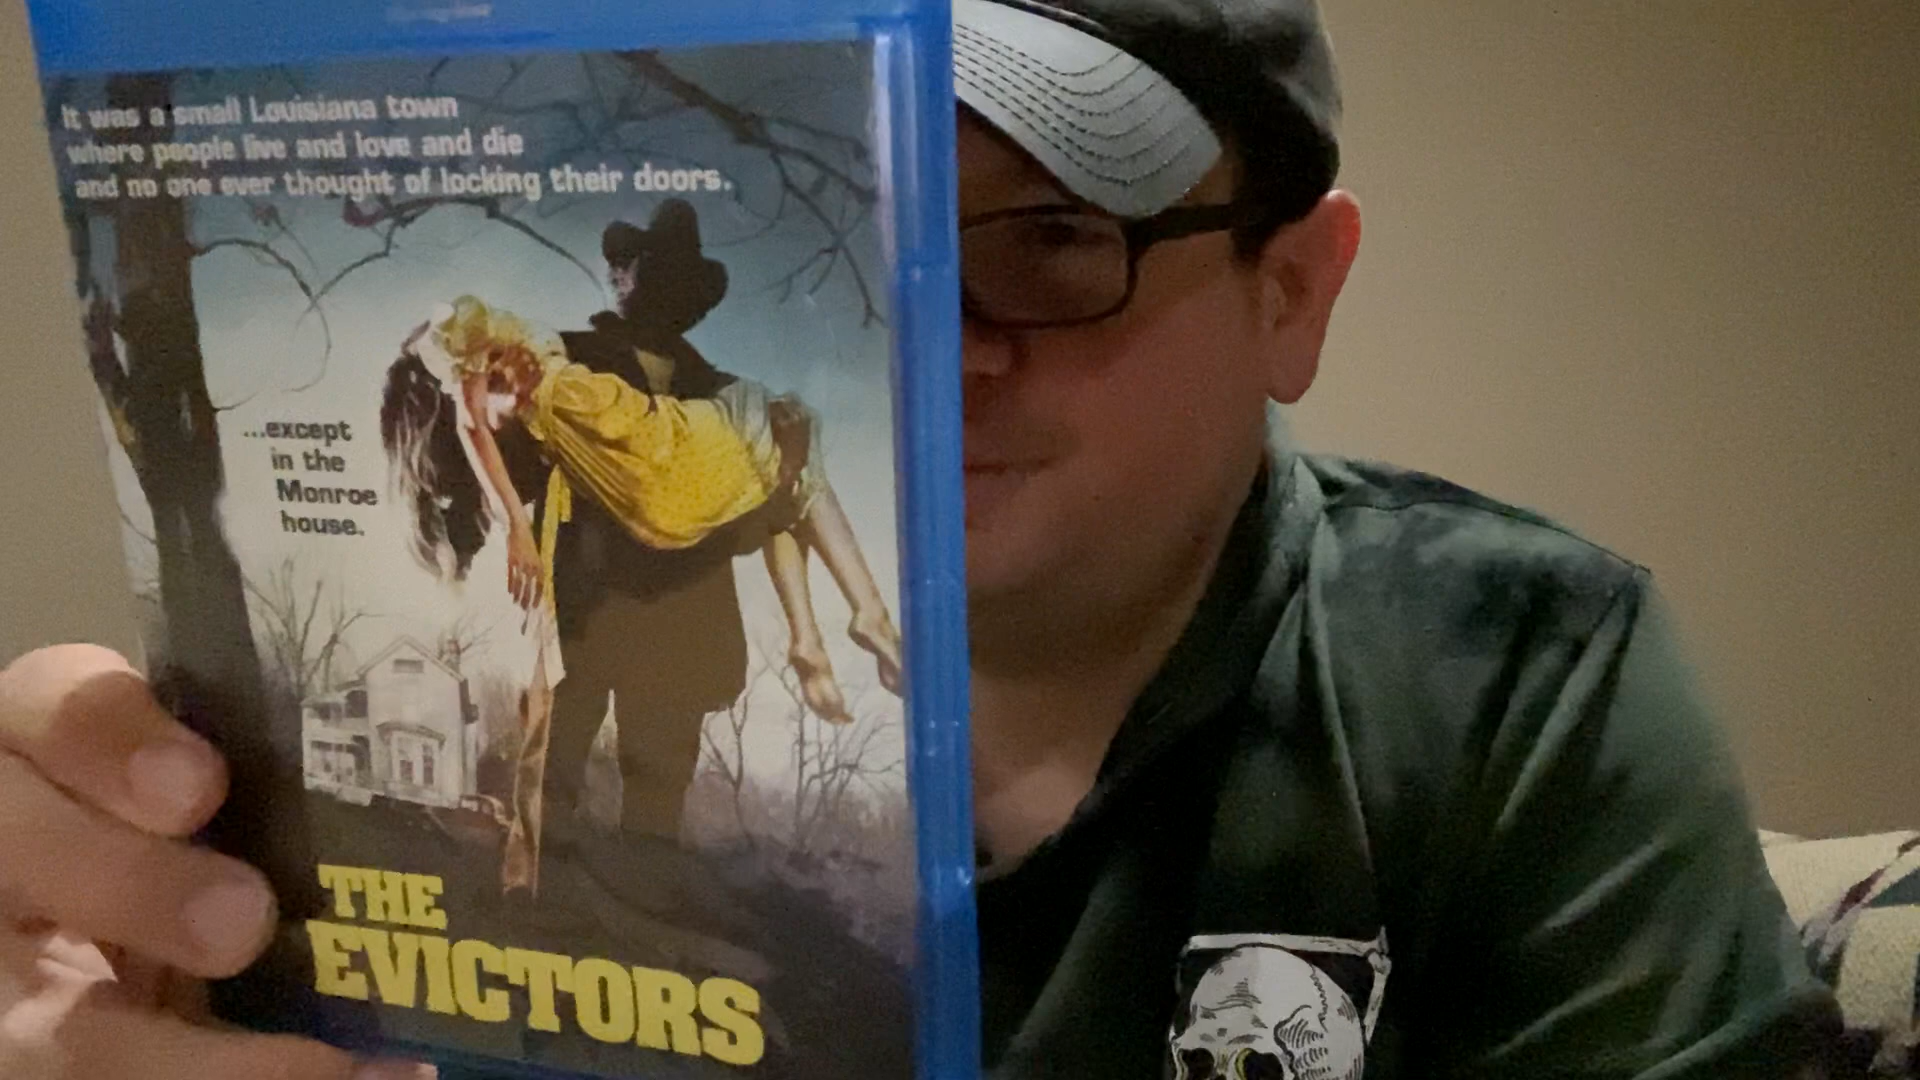 It was a small Louisiana town
where people live and love and die
and no one ever thought of locking their doors.
...except
in the
Monroe
house.
THE
EVICTORS